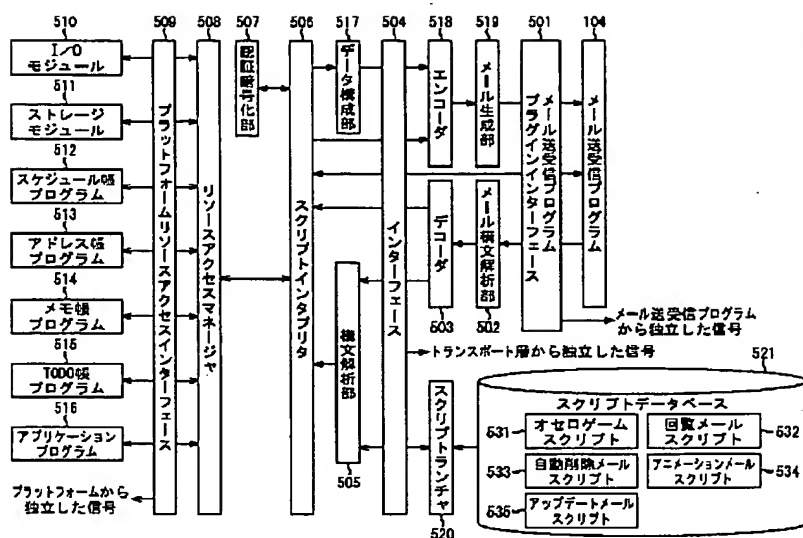 510
I/O
モジュール
511
ストレージ
モジュール
512
スケジュール帳
プログラム
513
アドレス帳
プログラム
514
メモ帳
プログラム
515
TODO帳
プログラム
516
アプリケーション
プログラム
プラットフォームから
独立した信号
509
プラットフォームリソースアクセスインターフェース
508
リソースアクセスマネージャ
507
認証暗号化部
506
スクリプトインタプリタ
517
データ構成部
構文解析部
505
504
インターフェース
518
エンコーダ
デコーダ
503
519
メール生成部
メール構文解析部
502
501
メール送受信プログラム
プラグインインターフェース
104
メール送受信プログラム
メール送受信プログラム
から独立した信号
トランスポート層から独立した信号
スクリプトランチャ
520
521
スクリプトデータベース
531
オセロゲーム
スクリプト
回覧メール
スクリプト
532
533
自動削除メール
スクリプト
アニメーションメール
スクリプト
534
535
アップデートメール
スクリプト